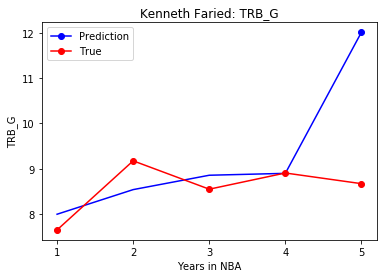 Kenneth Faried: TRB_G
Prediction
True
12
11
10
9
8
TRB_G
1 2 3 4 5
Years in NBA